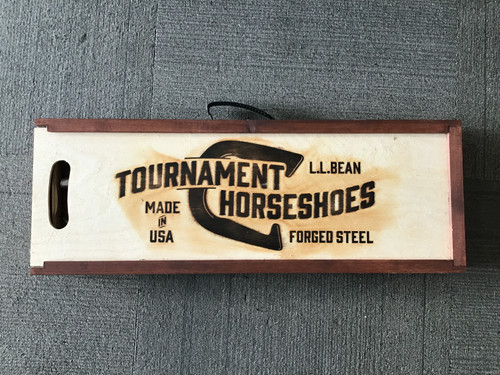 TOURNAMENT
L.L.BEAN
HORSESHOES
MADE
IN
USA
FORGED STEEL